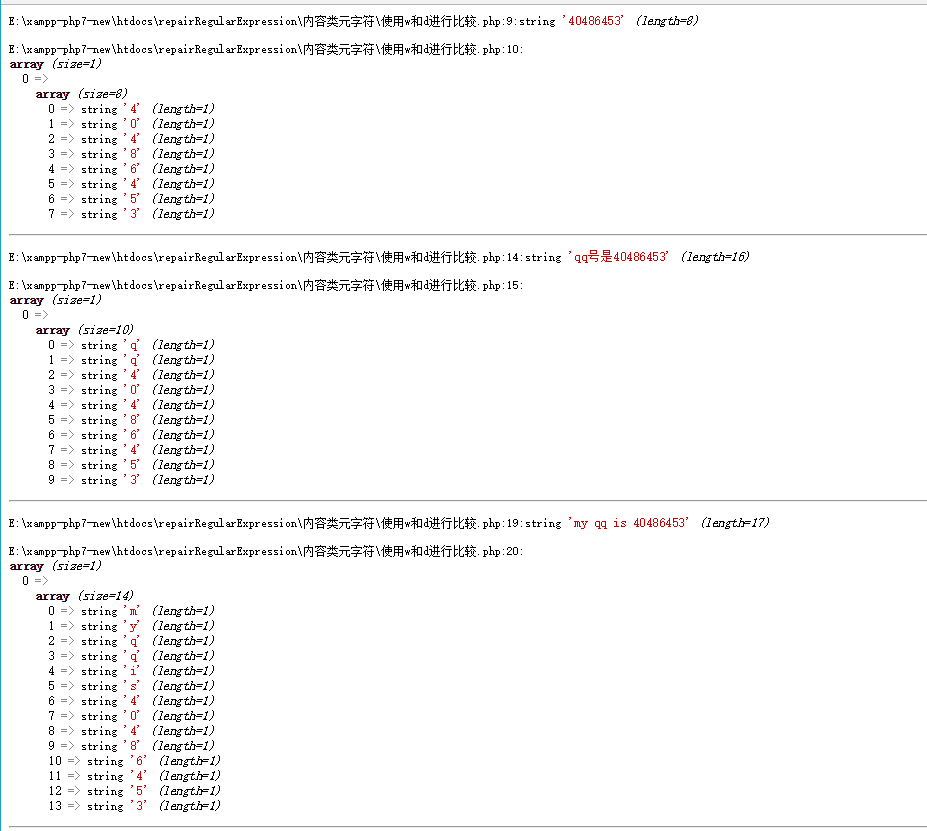 E:\xampp-php7-new\htdocs\repairRegularExpression\内容类元字符\使用w和d进行比较.php:9:string '40486453' (length=8)
E:\xampp-php7-new\htdocs\repairRegularExpression\内容类元字符\使用w和d进行比较.php:10:
array (size=1)
0 =>
array (size=8)
0 => string '4' (length=1)
1 => string '0' (length=1)
2 => string '4' (length=1)
3 => string '8' (length=1)
4 => string '6' (length=1)
5 => string '4' (length=1)
6 => string '5' (length=1)
7 => string '3' (length=1)
E:\xampp-php7-new\htdocs\repairRegularExpression\内容类元字符\使用w和d进行比较.php:14:string 'qq号是40486453' (length=16)
E:\xampp-php7-new\htdocs\repairRegularExpression\内容类元字符\使用w和d进行比较.php:15:
array (size=1)
0 =>
array (size=10)
0 => string 'q' (length=1)
1 => string 'q' (length=1)
2 => string '4' (length=1)
3 => string '0' (length=1)
4 => string '4' (length=1)
5 => string '8' (length=1)
6 => string '6' (length=1)
7 => string '4' (length=1)
8 => string '5' (length=1)
9 => string '3' (length=1)
E:\xampp-php7-new\htdocs\repairRegularExpression\内容类元字符\使用w和d进行比较.php:19:string 'my qq is 40486453' (length=17)
E:\xampp-php7-new\htdocs\repairRegularExpression\内容类元字符\使用w和d进行比较.php:20:
array (size=1)
0 =>
array (size=14)
0 => string 'm' (length=1)
1 => string 'y' (length=1)
2 => string 'q' (length=1)
3 => string 'q' (length=1)
4 => string 'i' (length=1)
5 => string 's' (length=1)
6 => string '4' (length=1)
7 => string '0' (length=1)
8 => string '4' (length=1)
9 => string '8' (length=1)
10 => string '6' (length=1)
11 => string '4' (length=1)
12 => string '5' (length=1)
13 => string '3' (length=1)